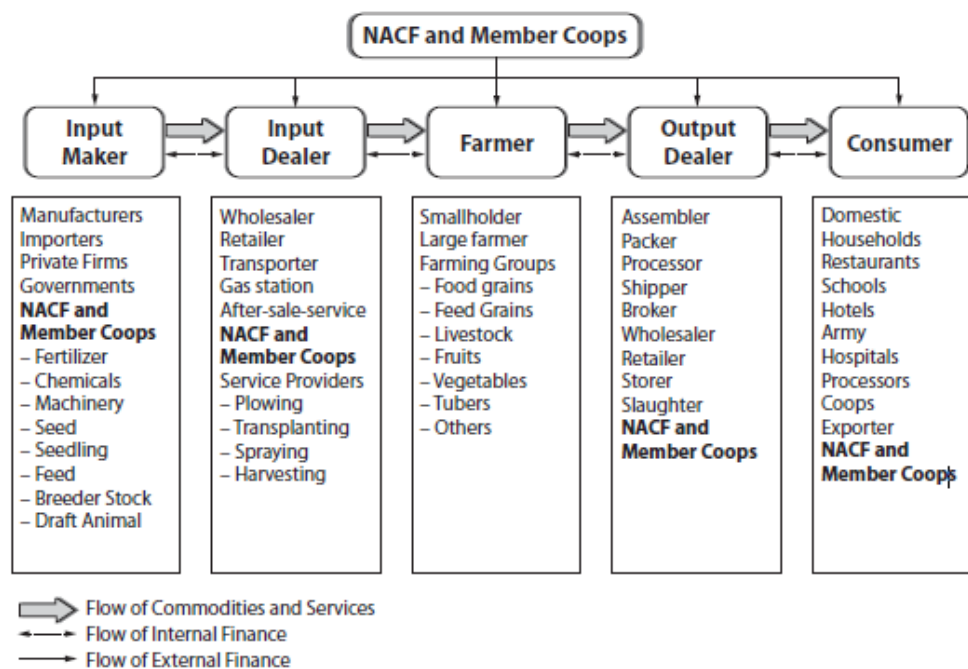 NACF and Member Coops
Input
Maker
Input
Dealer
Farmer
Output
Dealer
Consumer
Manufacturers
Importers
Private Firms
Governments
NACF and
Member Coops
– Fertilizer
– Chemicals
– Machinery
– Seed
– Seedling
– Feed
– Breeder Stock
– Draft Animal
Wholesaler
Retailer
Transporter
Gas station
After-sale-service
NACF and
Member Coops
Service Providers
– Plowing
– Transplanting
– Spraying
– Harvesting
Smallholder
Large farmer
Farming Groups
– Food grains
– Feed Grains
– Livestock
– Fruits
– Vegetables
– Tubers
– Others
Assembler
Packer
Processor
Shipper
Broker
Wholesaler
Retailer
Storer
Slaughter
NACF and
Member Coops
Domestic
Households
Restaurants
Schools
Hotels
Army
Hospitals
Processors
Coops
Exporter
NACF and
Member Coops
Flow of Commodities and Services
Flow of Internal Finance
Flow of External Finance